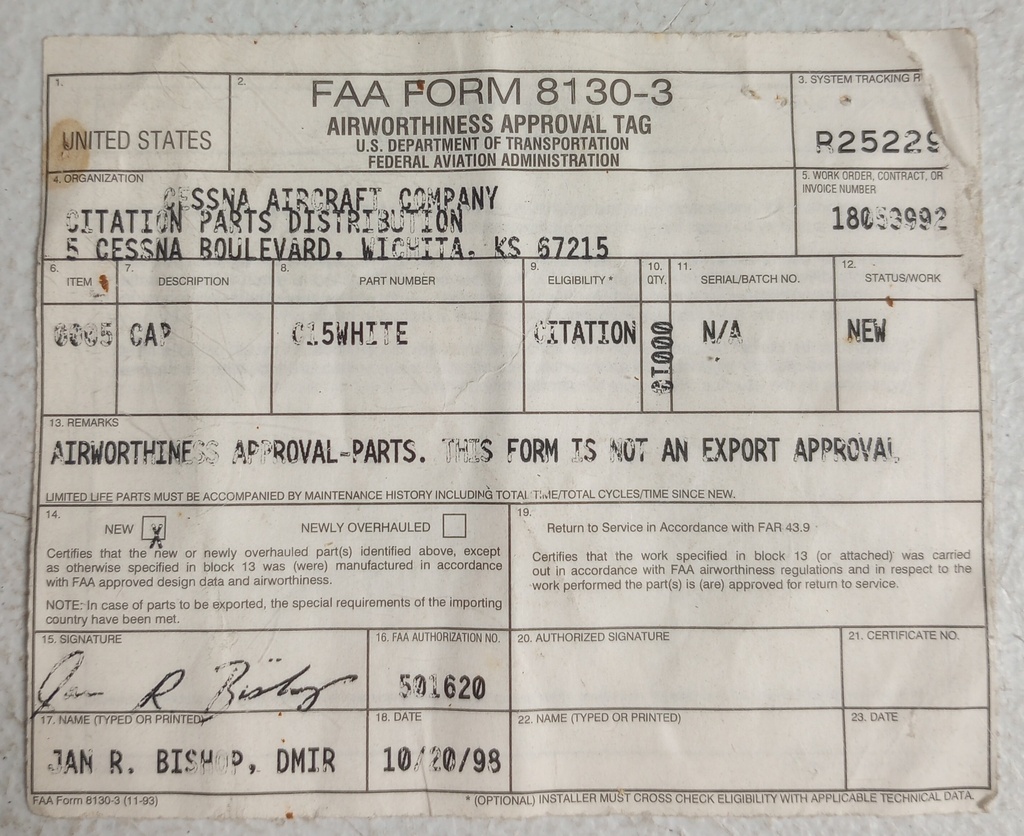 1.
UNITED STATES
2.
FAA FORM 8130-3
AIRWORTHINESS APPROVAL TAG
U.S. DEPARTMENT OF TRANSPORTATION
FEDERAL AVIATION ADMINISTRATION
3. SYSTEM TRACKING R
R25229
4. ORGANIZATION
CESSNA AIRCRAFT COMPANY
CITATION PARTS DISTRIBUTION
5 CESSNA BOULEVARD. WICHITA. KS 67215
5. WORK ORDER, CONTRACT, OR
INVOICE NUMBER
18053992
6.
ITEM
7.
DESCRIPTION
8.
PART NUMBER
9.
ELIGIBILITY *
10.
QTY.
11.
SERIAL/BATCH NO.
12.
STATUS/WORK
0005
CAP
C15WHITE
CITATION
N/A
NEW
13. REMARKS
AIRWORTHINESS APPROVAL-PARTS. THIS FORM IS NOT AN EXPORT APPROVAL
LIMITED LIFE PARTS MUST BE ACCOMPANIED BY MAINTENANCE HISTORY INCLUDING TOTAL TIME/TOTAL CYCLES/TIME SINCE NEW.
14.
NEW X NEWLY OVERHAULED
Certifies that the new or newly overhauled part(s) identified above, except
as otherwise specified in block 13 was (were) manufactured in accordance
with FAA approved design data and airworthiness.
NOTE: In case of parts to be exported, the special requirements of the importing
country have been met.
19.
Return to Service in Accordance with FAR 43.9
Certifies that the work specified in block 13 (or attached) was carried
out in accordance with FAA airworthiness regulations and in respect to the
work performed the part(s) is (are) approved for return to service.
15. SIGNATURE
Jan R Bishop
16. FAA AUTHORIZATION NO.
501620
20. AUTHORIZED SIGNATURE
21. CERTIFICATE NO.
17. NAME (TYPED OR PRINTED)
JAN R. BISHOP, DMIR
18. DATE
10/20/98
22. NAME (TYPED OR PRINTED)
23. DATE
FAA Form 8130-3 (11-93)
* (OPTIONAL) INSTALLER MUST CROSS CHECK ELIGIBILITY WITH APPLICABLE TECHNICAL DATA.